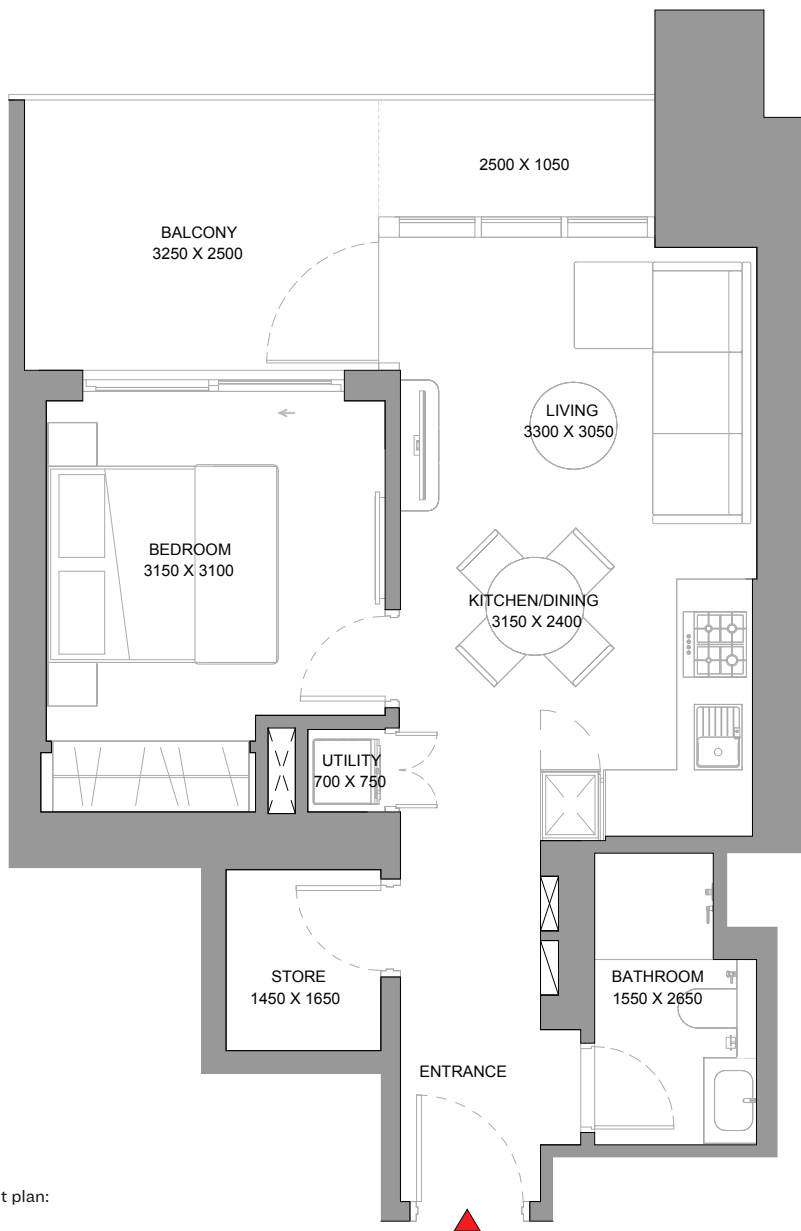 2500 X 1050
BALCONY
3250 X 2500
LIVING
3300 X 3050
BEDROOM
3150 X 3100
KITCHEN/DINING
3150 X 2400
UTILITY
700 X 750
STORE
1450 X 1650
BATHROOM
1550 X 2650
ENTRANCE
t plan: